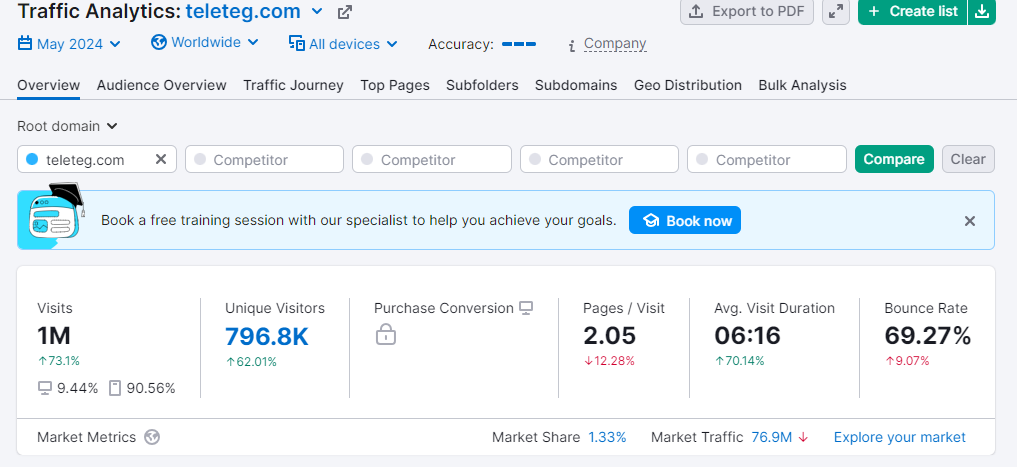 Traffic Analytics: teleteg.com
Export to PDF
Create list
May 2024
Worldwide
All devices
Accuracy:
Company
Overview
Audience Overview
Traffic Journey
Top Pages
Subfolders
Subdomains
Geo Distribution
Bulk Analysis
Root domain
teleteg.com
Competitor
Competitor
Competitor
Competitor
Compare
Clear
Book a free training session with our specialist to help you achieve your goals.
Book now
Visits
1M
↑73.1%
9.44%
90.56%
Unique Visitors
796.8K
↑62.01%
Purchase Conversion
Pages / Visit
2.05
↓12.28%
Avg. Visit Duration
06:16
↑70.14%
Bounce Rate
69.27%
↑9.07%
Market Metrics
Market Share 1.33%
Market Traffic 76.9M ↓
Explore your market